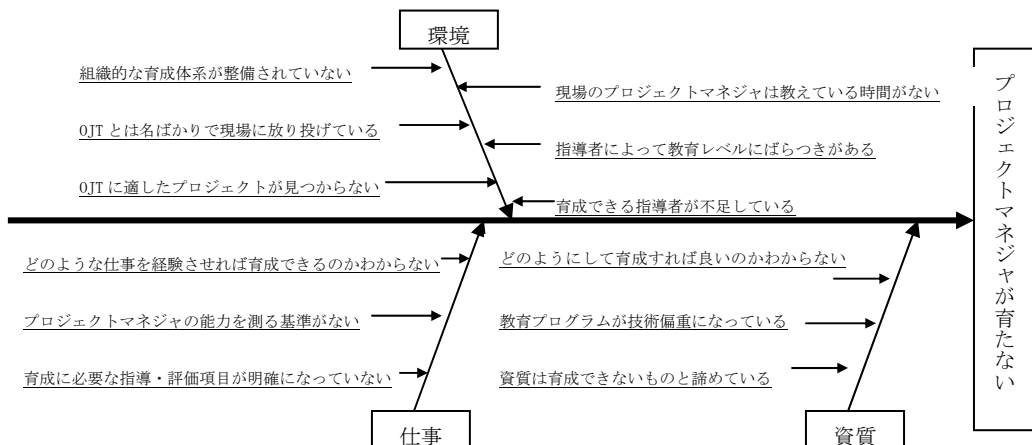 環境
組織的な育成体系が整備されていない
現場のプロジェクトマネジャは教えている時間がない
OJT とは名ばかりで現場に放り投げている
指導者によって教育レベルにばらつきがある
OJT に適したプロジェクトが見つからない
育成できる指導者が不足している
プロジェクトマネジャが育たない
どのような仕事を経験させれば育成できるのかわからない
プロジェクトマネジャの能力を測る基準がない
育成に必要な指導・評価項目が明確になっていない
仕事
どのようにして育成すれば良いのかわからない
教育プログラムが技術偏重になっている
資質は育成できないものと諦めている
資質